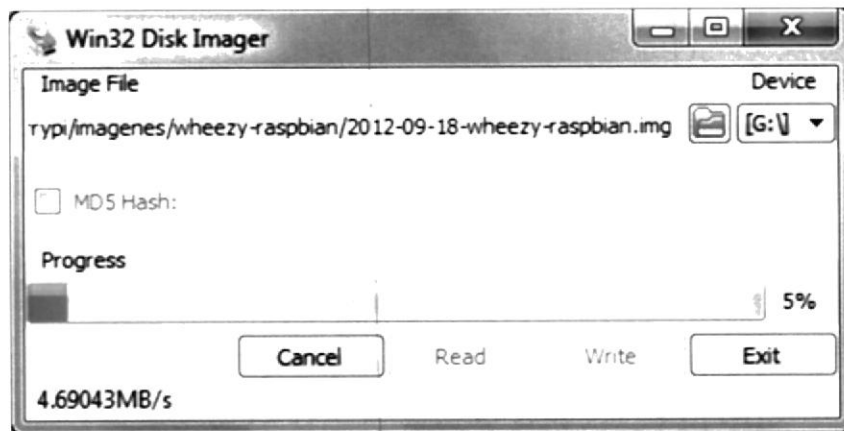 Win32 Disk Imager
Image File Device
rypi/imagenes/wheezy-raspbian/2012-09-18-wheezy-raspbian.img [G:\]
MD5 Hash:
Progress
5%
Cancel Read Write Exit
4.69043MB/s